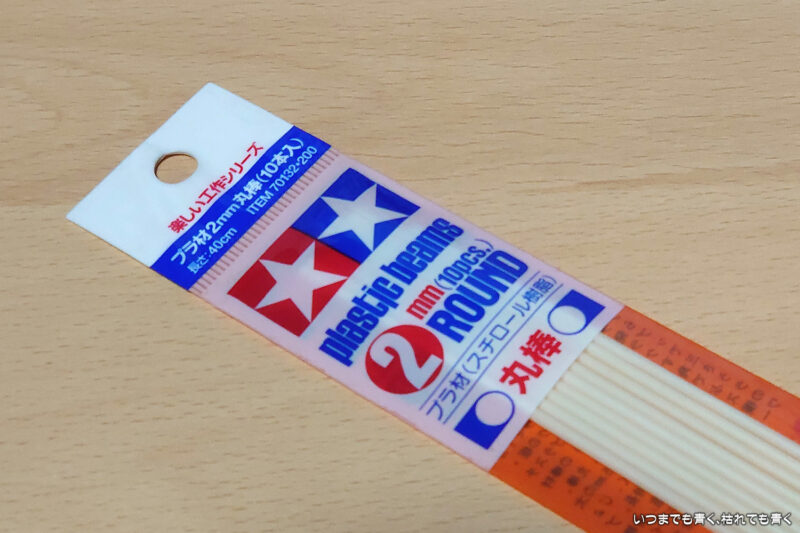 楽しい工作シリーズ
プラ材2mm丸棒(10本入)
長さ:40cm ITEM 70132・200
plastic beams
2 mm(10pcs.)
ROUND
プラ材(スチロール樹脂)
丸棒
いつまでも青く、枯れても青く